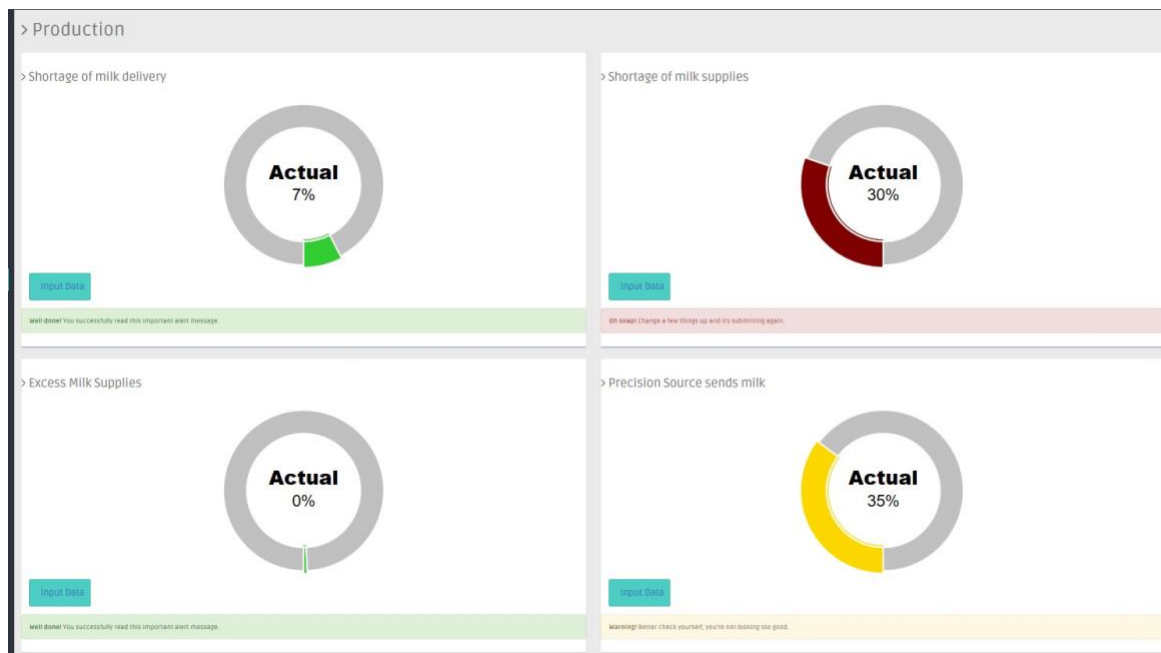 > Production
> Shortage of milk delivery
Actual
7%
Input Data
Well done! You successfully read this important alert message.
> Shortage of milk supplies
Actual
30%
Input Data
Oh snap! Change a few things up and try submitting again.
> Excess Milk Supplies
Actual
0%
Input Data
Well done! You successfully read this important alert message.
> Precision Source sends milk
Actual
35%
Input Data
Warning! Better check yourself, you're not looking too good.